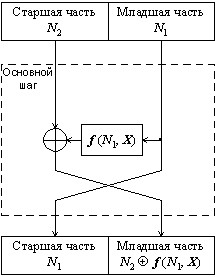 Старшая часть Младшая часть
N₂ N₁
Основной
шаг
f(N₁, X)
Старшая часть Младшая часть
N₁ N₂ ⊕ f(N₁, X)